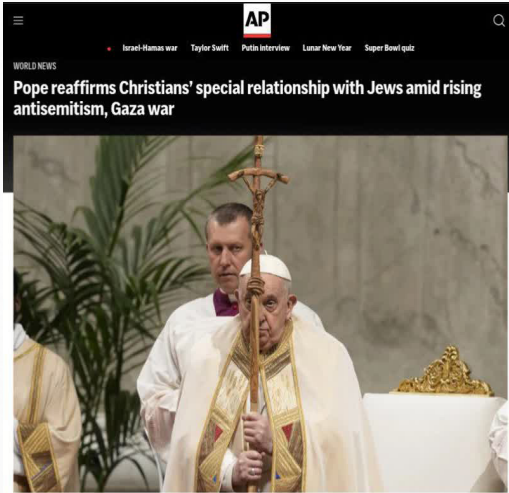 AP
Israel-Hamas war Taylor Swift Putin interview Lunar New Year Super Bowl quiz
WORLD NEWS
Pope reaffirms Christians’ special relationship with Jews amid rising
antisemitism, Gaza war